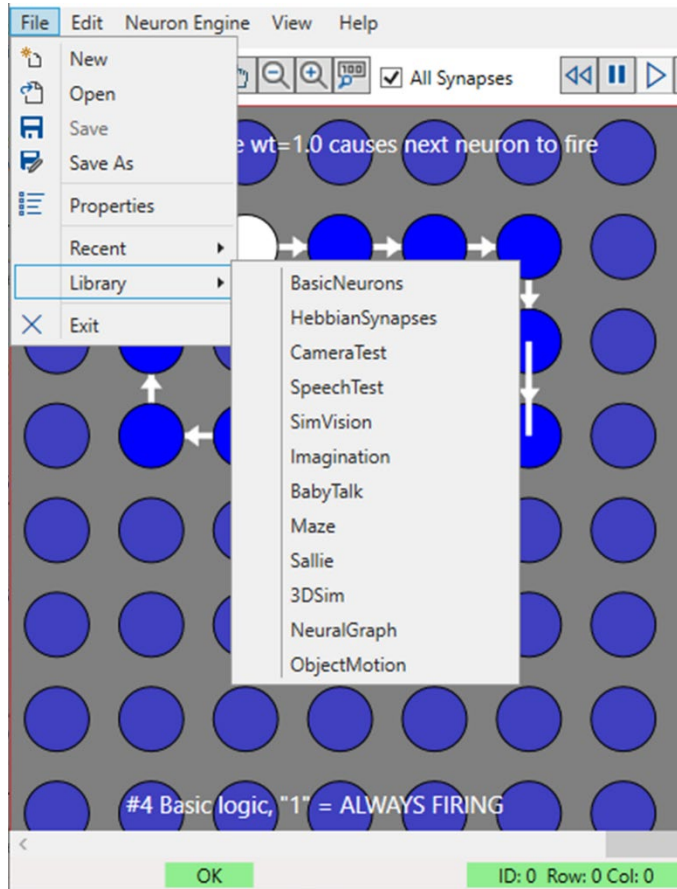 File Edit Neuron Engine View Help
New
Open
Save
Save As
Properties
Recent
Library
Exit
100
All Synapses
wt=1.0 causes next neuron to fire
BasicNeurons
HebbianSynapses
CameraTest
SpeechTest
SimVision
Imagination
BabyTalk
Maze
Sallie
3DSim
NeuralGraph
ObjectMotion
#4 Basic logic, "1" = ALWAYS FIRING
OK
ID: 0 Row: 0 Col: 0